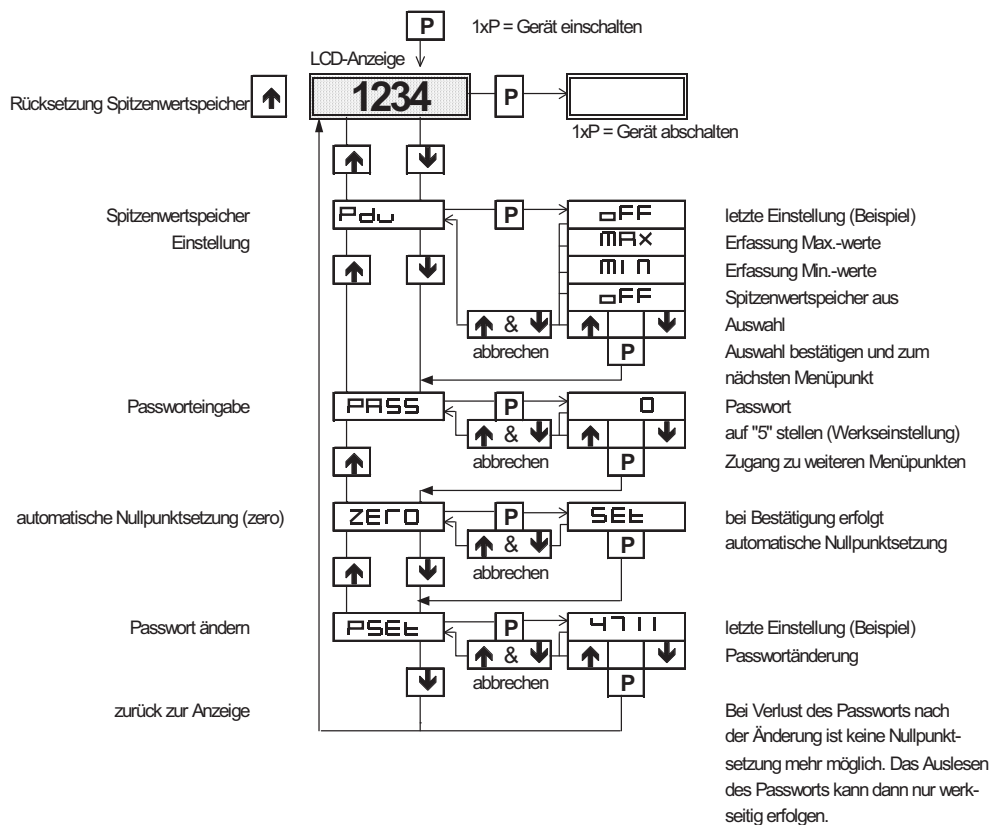 P 1xP = Gerät einschalten
LCD-Anzeige
Rücksetzung Spitzenwertspeicher 1234 P
1xP = Gerät abschalten
Spitzenwertspeicher Pdu P oFF letzte Einstellung (Beispiel)
Einstellung MAX Erfassung Max.-werte
MIN Erfassung Min.-werte
oFF Spitzenwertspeicher aus
& Auswahl
abbrechen P Auswahl bestätigen und zum
nächsten Menüpunkt
Passworteingabe PASS P 0 Passwort
& auf "5" stellen (Werkseinstellung)
abbrechen P Zugang zu weiteren Menüpunkten
automatische Nullpunktsetzung (zero) ZErO P SEt bei Bestätigung erfolgt
& P automatische Nullpunktsetzung
abbrechen
Passwort ändern PSEt P 4711 letzte Einstellung (Beispiel)
& Passwortänderung
abbrechen P
zurück zur Anzeige Bei Verlust des Passworts nach
der Änderung ist keine Nullpunkt-
setzung mehr möglich. Das Auslesen
des Passworts kann dann nur werk-
seitig erfolgen.